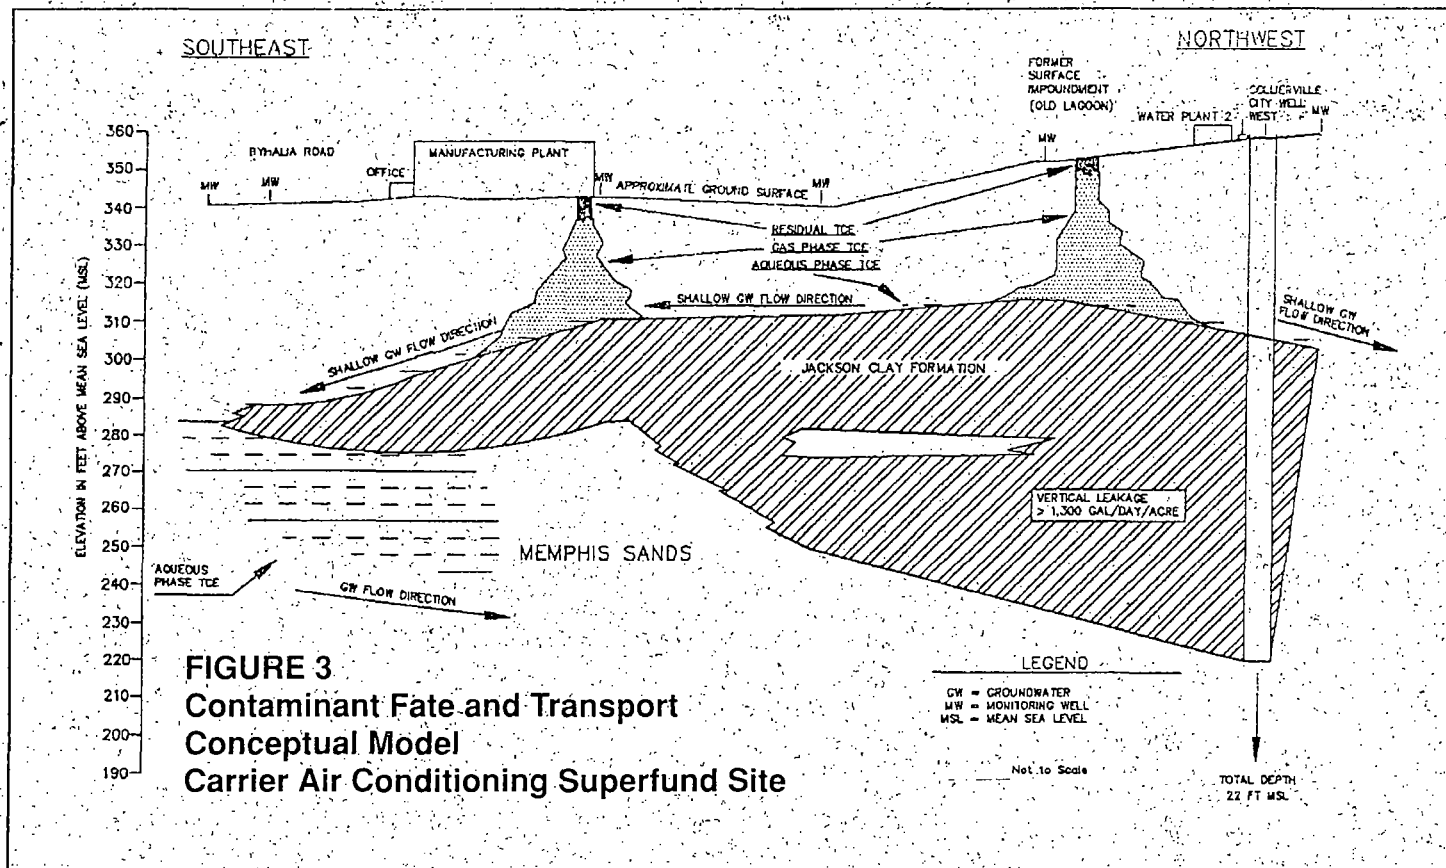 SOUTHEAST
NORTHWEST
FORMER
SURFACE
IMPOUNDMENT
(OLD LAGOON)
MW
WATER PLANT 2
COLLIERVILLE
CITY WELL
WEST
MW
BYHALIA ROAD
MANUFACTURING PLANT
OFFICE
MW
MW
MW
APPROXIMATE GROUND SURFACE
MW
RESIDUAL TCE
GAS PHASE TCE
AQUEOUS PHASE TCE
SHALLOW GW FLOW DIRECTION
SHALLOW GW FLOW DIRECTION
SHALLOW GW
FLOW DIRECTION
JACKSON CLAY FORMATION
VERTICAL LEAKAGE
> 1,300 GAL/DAY/ACRE
MEMPHIS SANDS
AQUEOUS
PHASE TCE
GW FLOW DIRECTION
ELEVATION IN FEET ABOVE MEAN SEA LEVEL (MSL)
360
350
340
330
320
310
300
290
280
270
260
250
240
230
220
210
200
190
FIGURE 3
Contaminant Fate and Transport
Conceptual Model
Carrier Air Conditioning Superfund Site
LEGEND
GW = GROUNDWATER
MW = MONITORING WELL
MSL = MEAN SEA LEVEL
Not to Scale
TOTAL DEPTH
22 FT MSL